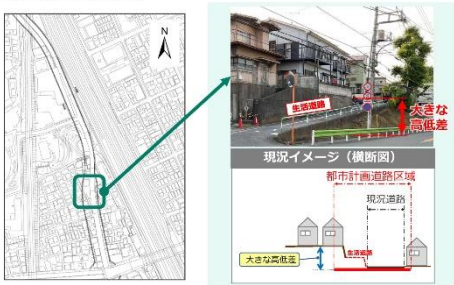 N
生活道路
大きな
高低差
現況イメージ（横断図）
都市計画道路区域
現況道路
生活道路
大きな高低差